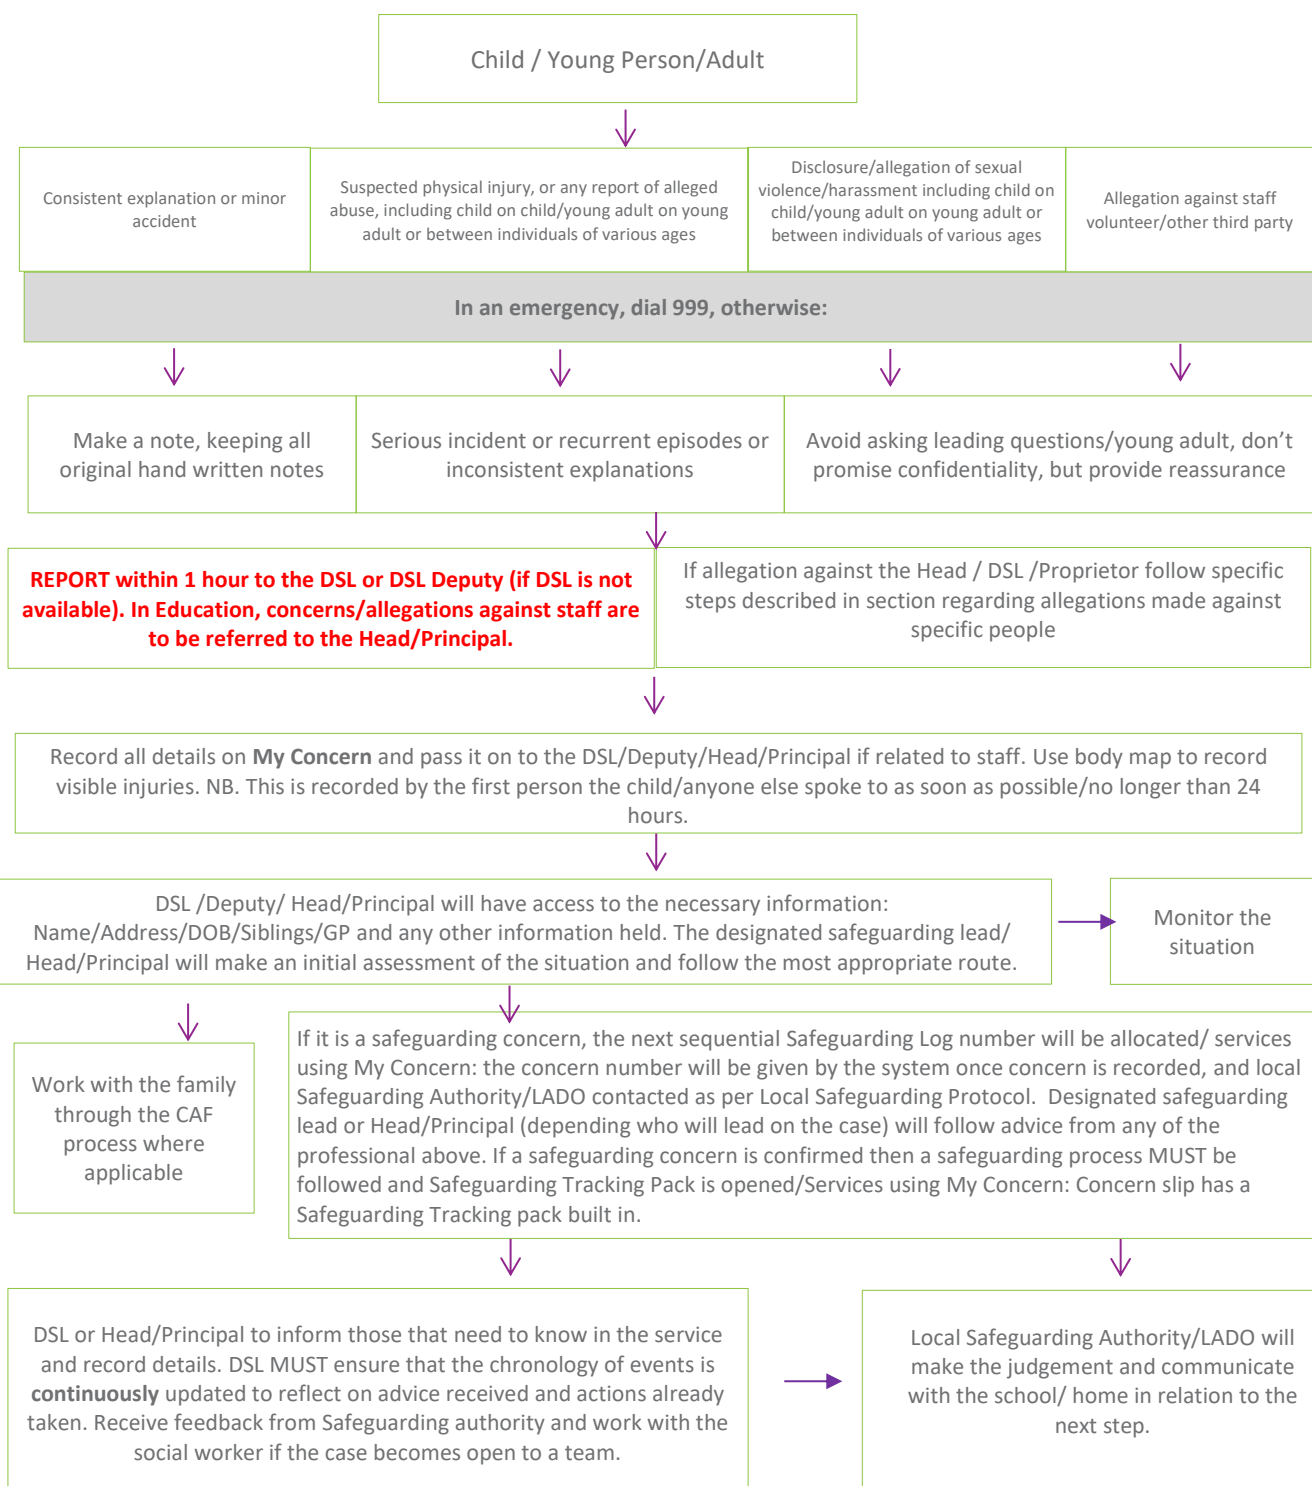 Child / Young Person/Adult
Consistent explanation or minor
accident
Suspected physical injury, or any report of alleged
abuse, including child on child/young adult on young
adult or between individuals of various ages
Disclosure/allegation of sexual
violence/harassment including child on
child/young adult on young adult or
between individuals of various ages
Allegation against staff
volunteer/other third party
In an emergency, dial 999, otherwise:
Make a note, keeping all
original hand written notes
Serious incident or recurrent episodes or
inconsistent explanations
Avoid asking leading questions/young adult, don’t
promise confidentiality, but provide reassurance
REPORT within 1 hour to the DSL or DSL Deputy (if DSL is not
available). In Education, concerns/allegations against staff are
to be referred to the Head/Principal.
If allegation against the Head / DSL /Proprietor follow specific
steps described in section regarding allegations made against
specific people
Record all details on My Concern and pass it on to the DSL/Deputy/Head/Principal if related to staff. Use body map to record
visible injuries. NB. This is recorded by the first person the child/anyone else spoke to as soon as possible/no longer than 24
hours.
DSL /Deputy/ Head/Principal will have access to the necessary information:
Name/Address/DOB/Siblings/GP and any other information held. The designated safeguarding lead/
Head/Principal will make an initial assessment of the situation and follow the most appropriate route.
Monitor the
situation
Work with the family
through the CAF
process where
applicable
If it is a safeguarding concern, the next sequential Safeguarding Log number will be allocated/ services
using My Concern: the concern number will be given by the system once concern is recorded, and local
Safeguarding Authority/LADO contacted as per Local Safeguarding Protocol.  Designated safeguarding
lead or Head/Principal (depending who will lead on the case) will follow advice from any of the
professional above. If a safeguarding concern is confirmed then a safeguarding process MUST be
followed and Safeguarding Tracking Pack is opened/Services using My Concern: Concern slip has a
Safeguarding Tracking pack built in.
DSL or Head/Principal to inform those that need to know in the service
and record details. DSL MUST ensure that the chronology of events is
continuously updated to reflect on advice received and actions already
taken. Receive feedback from Safeguarding authority and work with the
social worker if the case becomes open to a team.
Local Safeguarding Authority/LADO will
make the judgement and communicate
with the school/ home in relation to the
next step.